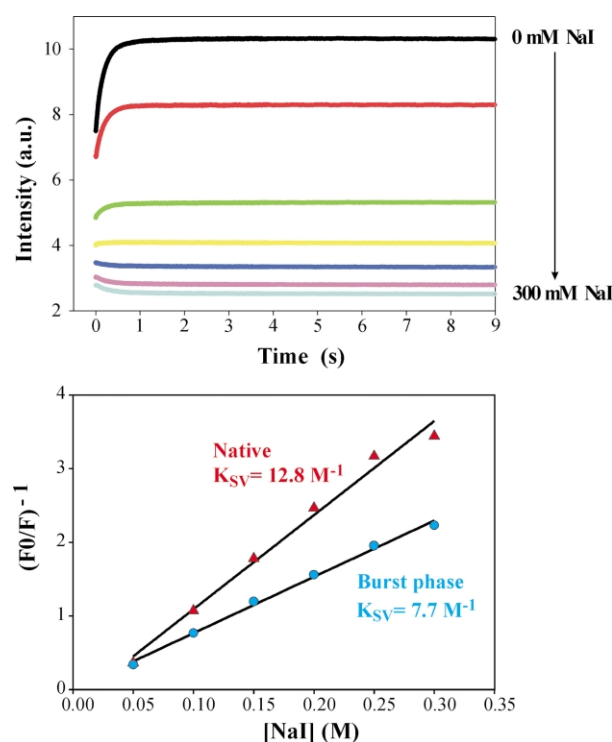 10
8
6
4
2
Intensity (a.u.)
0 1 2 3 4 5 6 7 8 9
Time (s)
0 mM NaI
300 mM NaI
4
3
2
1
0
(F0/F)⁻¹
Native
K_SV= 12.8 M⁻¹
Burst phase
K_SV= 7.7 M⁻¹
0.00 0.05 0.10 0.15 0.20 0.25 0.30 0.35
[NaI] (M)